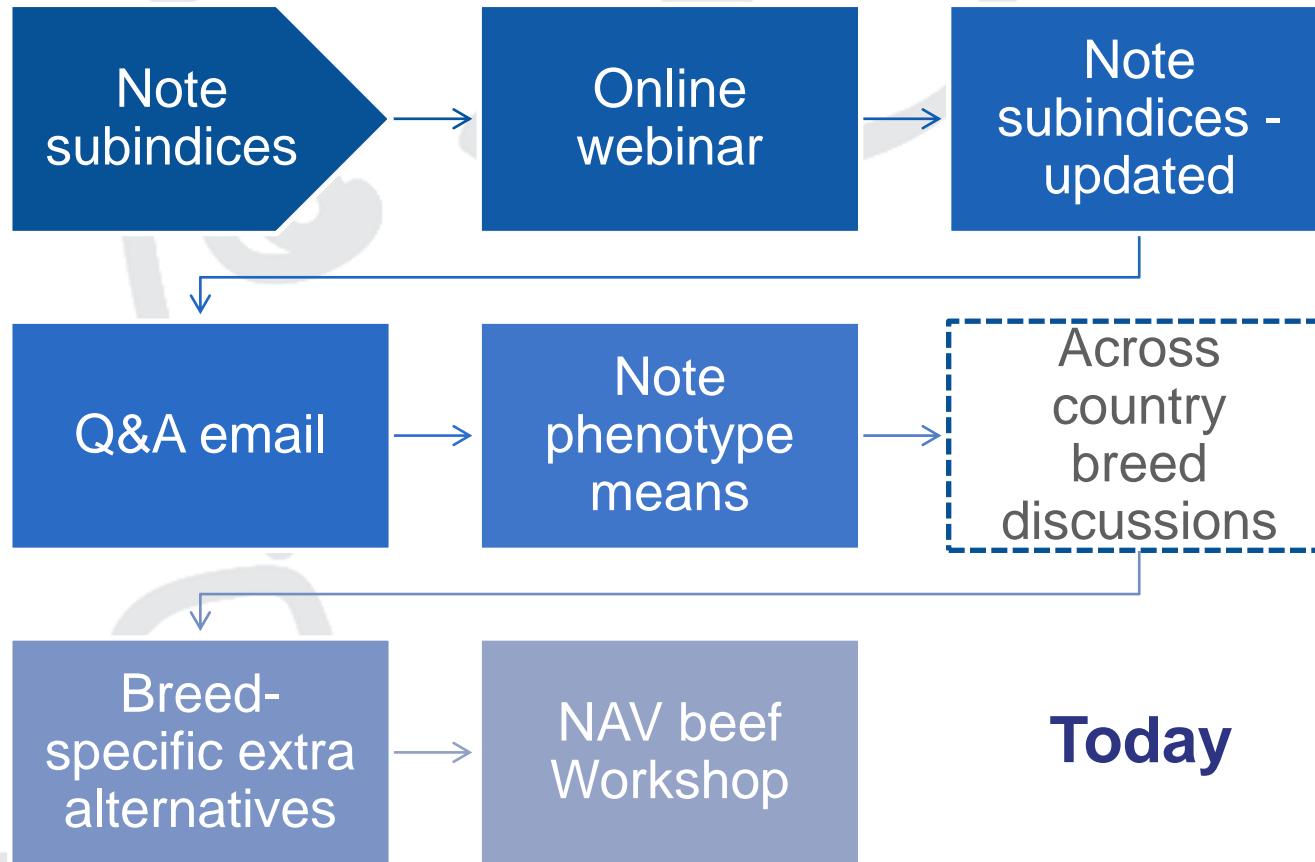 Note
subindices
Online
webinar
Note
subindices -
updated
Q&A email
Note
phenotype
means
Across
country
breed
discussions
Breed-
specific extra
alternatives
NAV beef
Workshop
Today